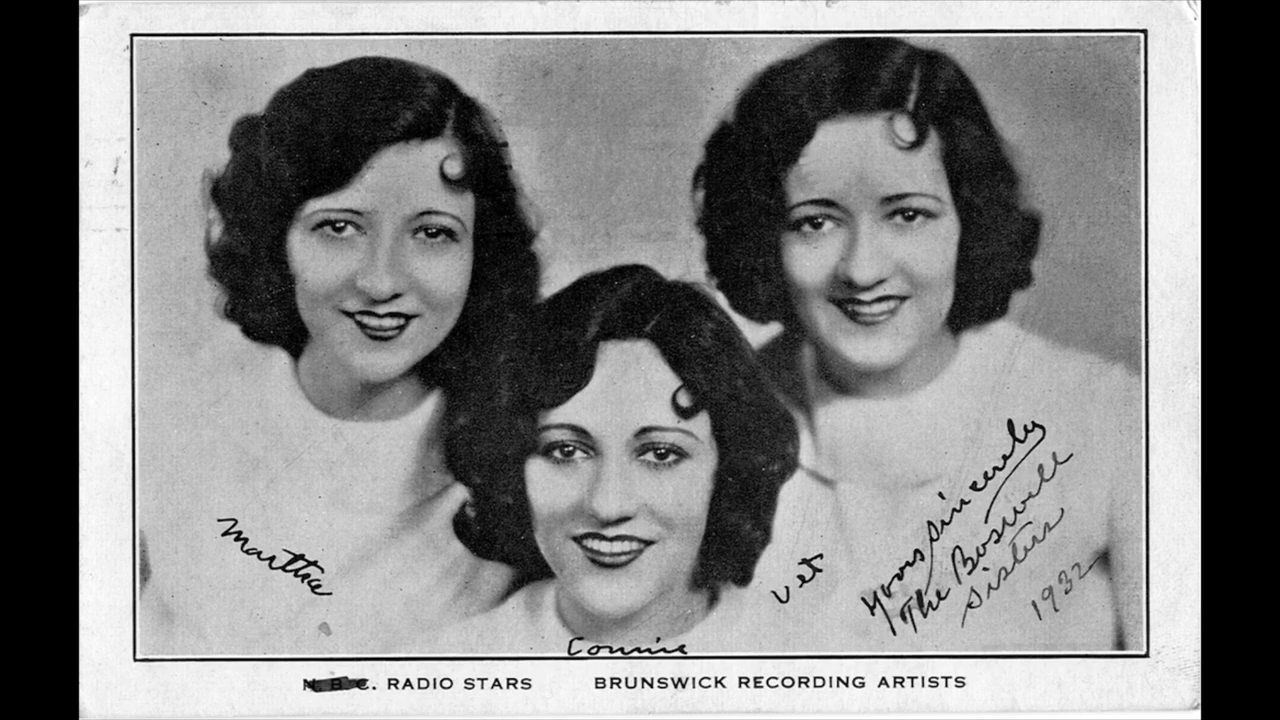 Martha
Connie
Vet
Yours Sincerely
The Boswell
Sisters
1932
N.B.C. RADIO STARS BRUNSWICK RECORDING ARTISTS